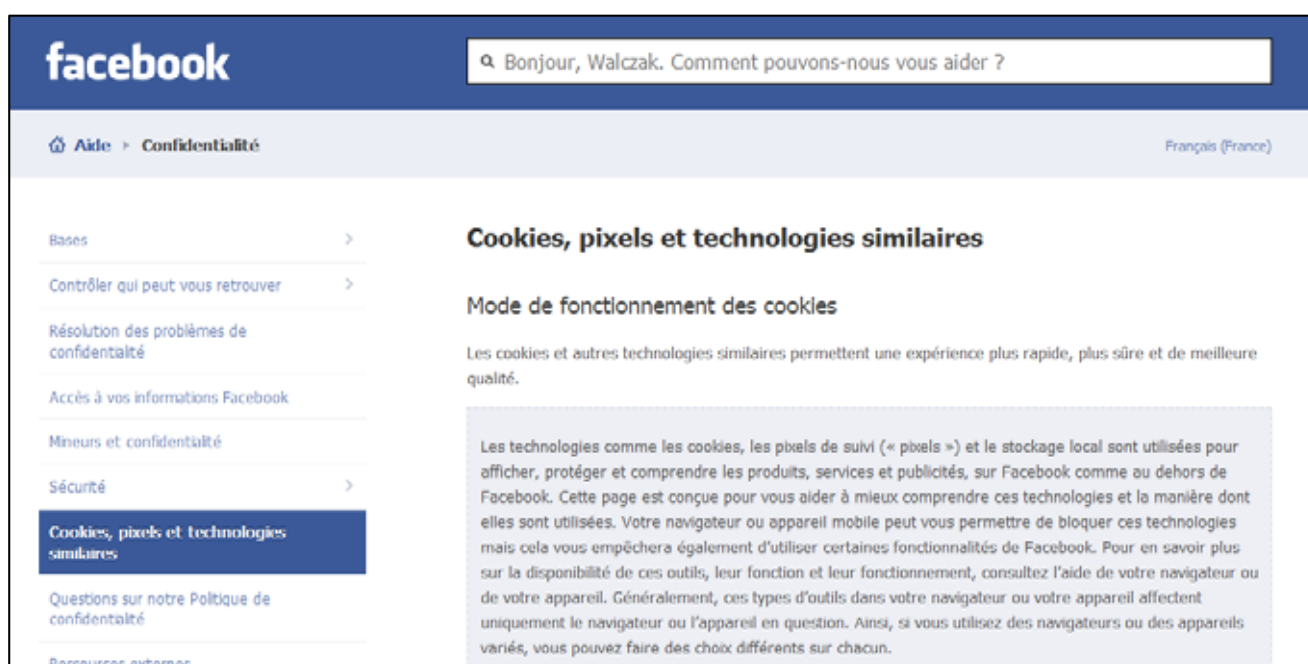 facebook
Bonjour, Walczak. Comment pouvons-nous vous aider ?
Aide ▸ Confidentialité
Français (France)
Bases
Contrôler qui peut vous retrouver
Résolution des problèmes de
confidentialité
Accès à vos informations Facebook
Mineurs et confidentialité
Sécurité
Cookies, pixels et technologies
similaires
Questions sur notre Politique de
confidentialité
Ressources externes
Cookies, pixels et technologies similaires
Mode de fonctionnement des cookies
Les cookies et autres technologies similaires permettent une expérience plus rapide, plus sûre et de meilleure
qualité.
Les technologies comme les cookies, les pixels de suivi (« pixels ») et le stockage local sont utilisées pour
afficher, protéger et comprendre les produits, services et publicités, sur Facebook comme au dehors de
Facebook. Cette page est conçue pour vous aider à mieux comprendre ces technologies et la manière dont
elles sont utilisées. Votre navigateur ou appareil mobile peut vous permettre de bloquer ces technologies
mais cela vous empêchera également d'utiliser certaines fonctionnalités de Facebook. Pour en savoir plus
sur la disponibilité de ces outils, leur fonction et leur fonctionnement, consultez l'aide de votre navigateur ou
de votre appareil. Généralement, ces types d'outils dans votre navigateur ou votre appareil affectent
uniquement le navigateur ou l'appareil en question. Ainsi, si vous utilisez des navigateurs ou des appareils
variés, vous pouvez faire des choix différents sur chacun.